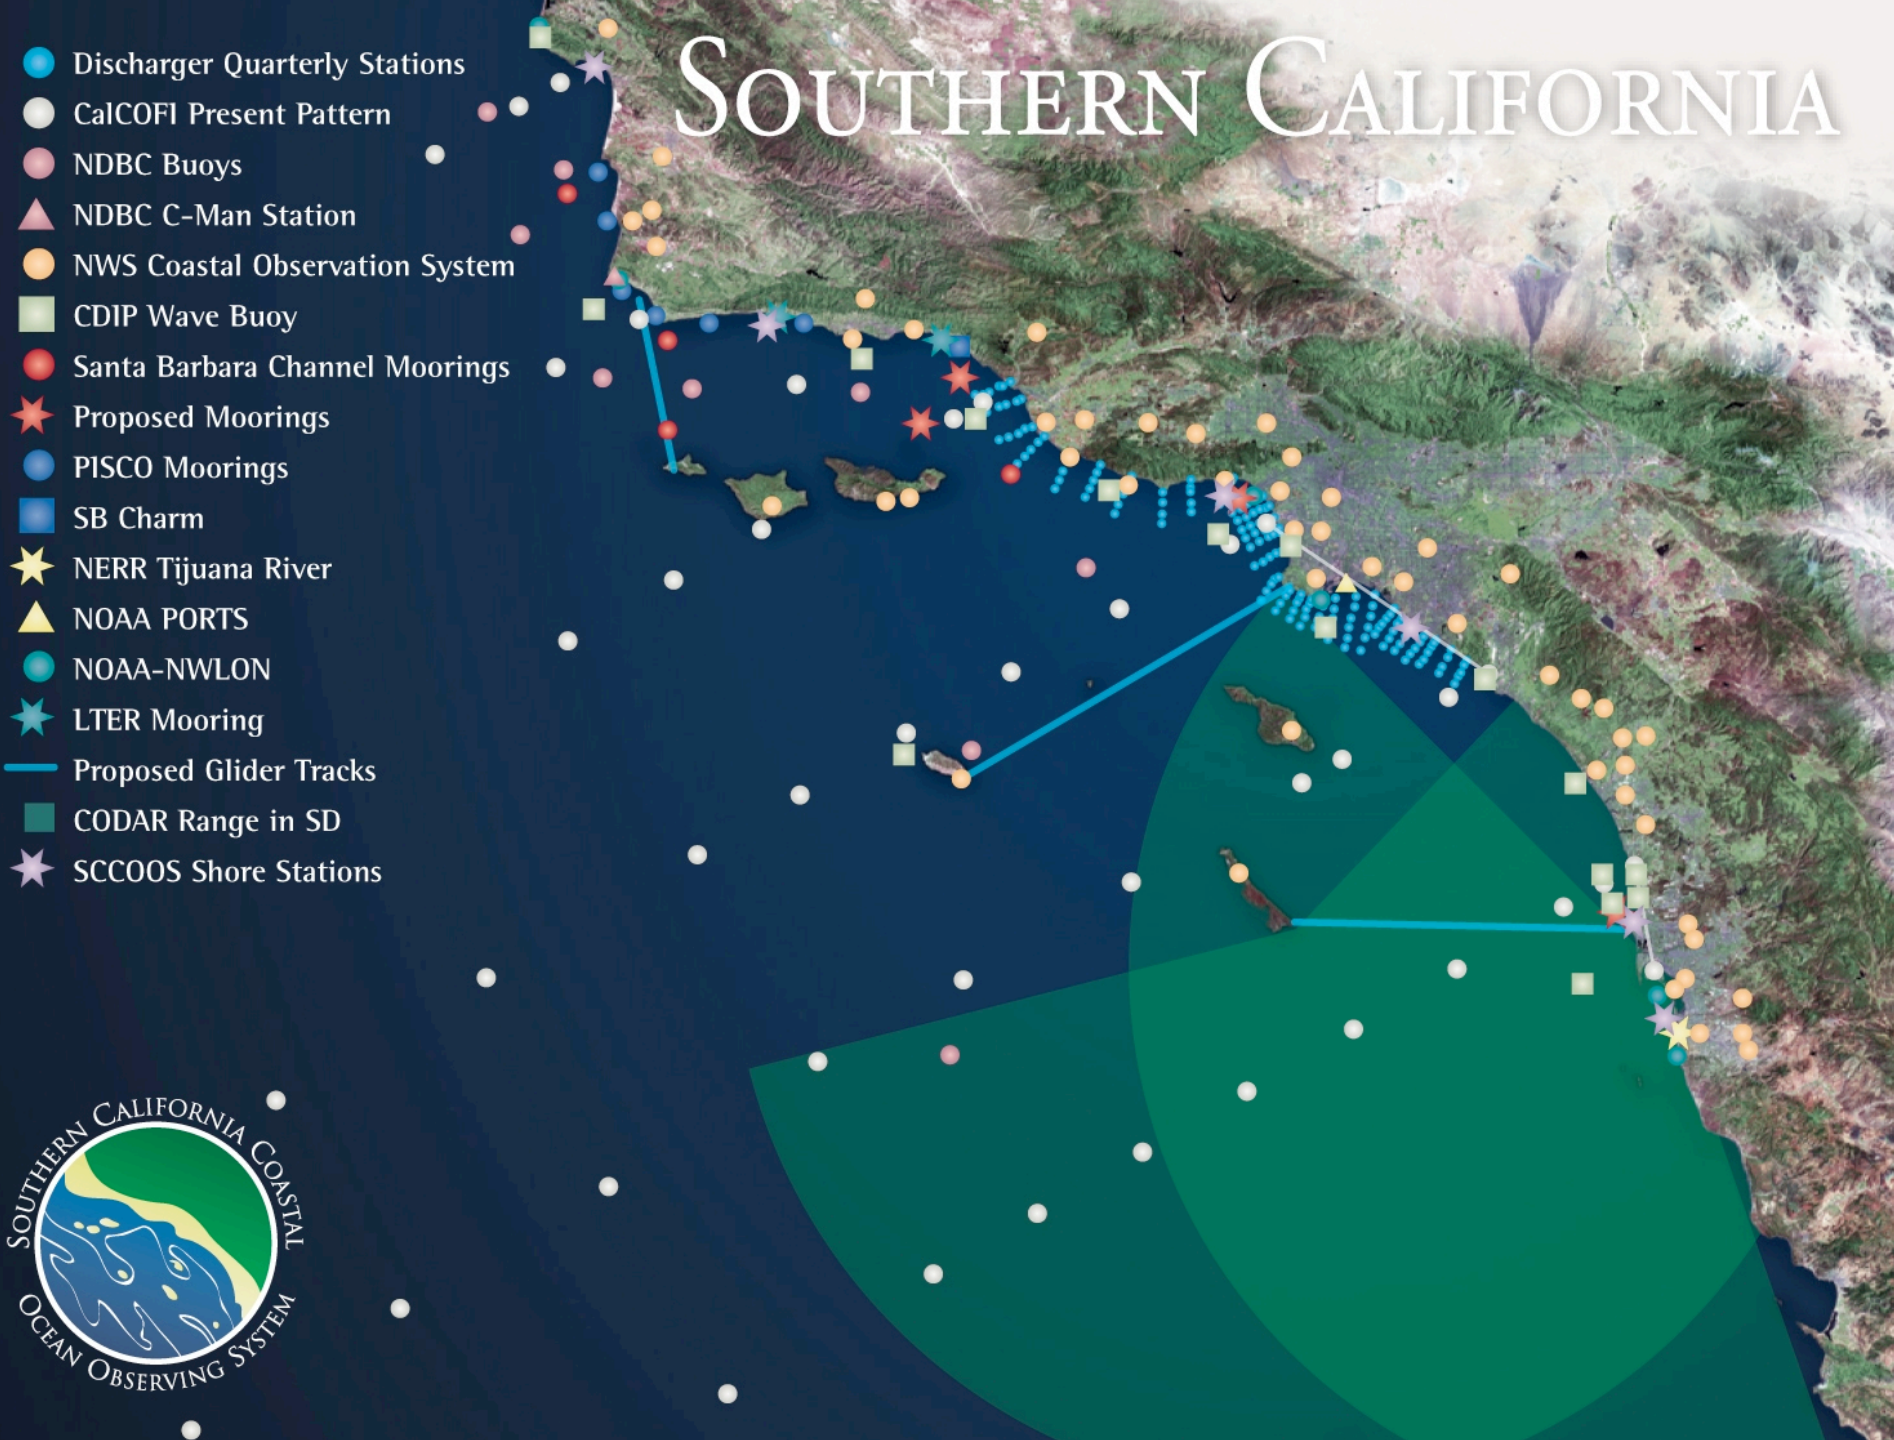 SOUTHERN CALIFORNIA
Discharger Quarterly Stations
CalCOFI Present Pattern
NDBC Buoys
NDBC C-Man Station
NWS Coastal Observation System
CDIP Wave Buoy
Santa Barbara Channel Moorings
Proposed Moorings
PISCO Moorings
SB Charm
NERR Tijuana River
NOAA PORTS
NOAA-NWLON
LTER Mooring
Proposed Glider Tracks
CODAR Range in SD
SCCOOS Shore Stations
SOUTHERN CALIFORNIA COASTAL
OCEAN OBSERVING SYSTEM